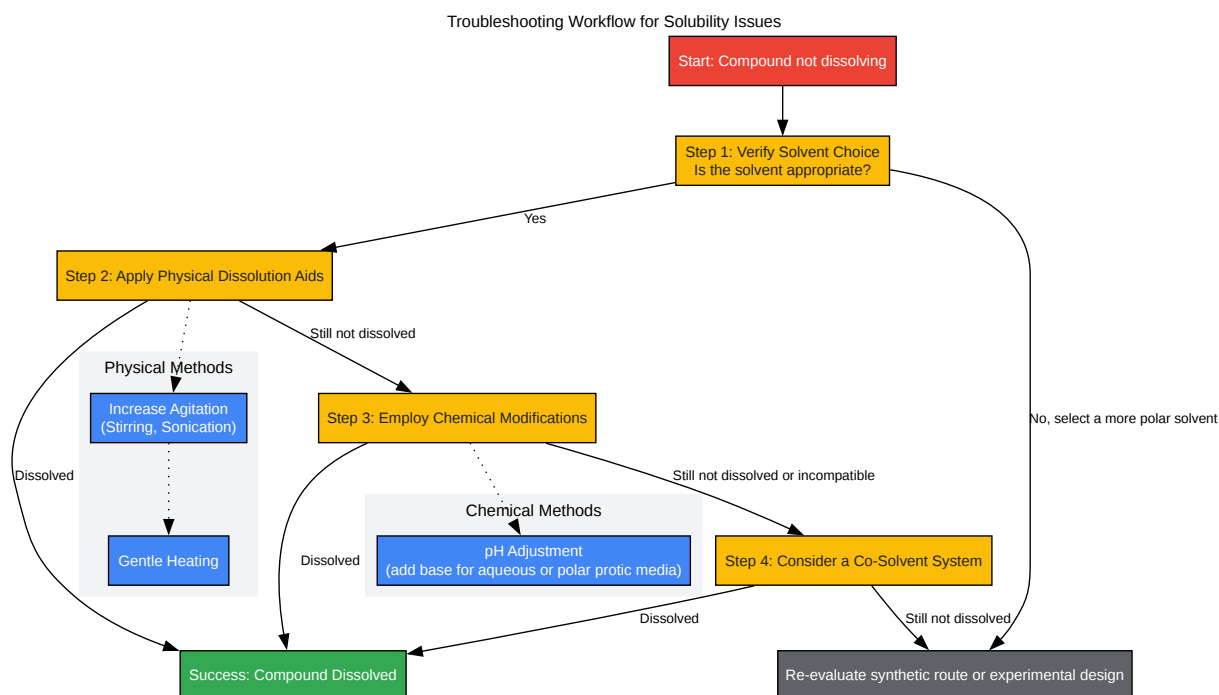 Troubleshooting Workflow for Solubility Issues
Start: Compound not dissolving
Step 1: Verify Solvent Choice
Is the solvent appropriate?
Yes
Step 2: Apply Physical Dissolution Aids
Still not dissolved
Physical Methods
Increase Agitation
(Stirring, Sonication)
Step 3: Employ Chemical Modifications
No, select a more polar solvent
Dissolved
Still not dissolved or incompatible
Chemical Methods
Gentle Heating
Dissolved
pH Adjustment
(add base for aqueous or polar protic media)
Step 4: Consider a Co-Solvent System
Dissolved
Still not dissolved
Success: Compound Dissolved
Re-evaluate synthetic route or experimental design